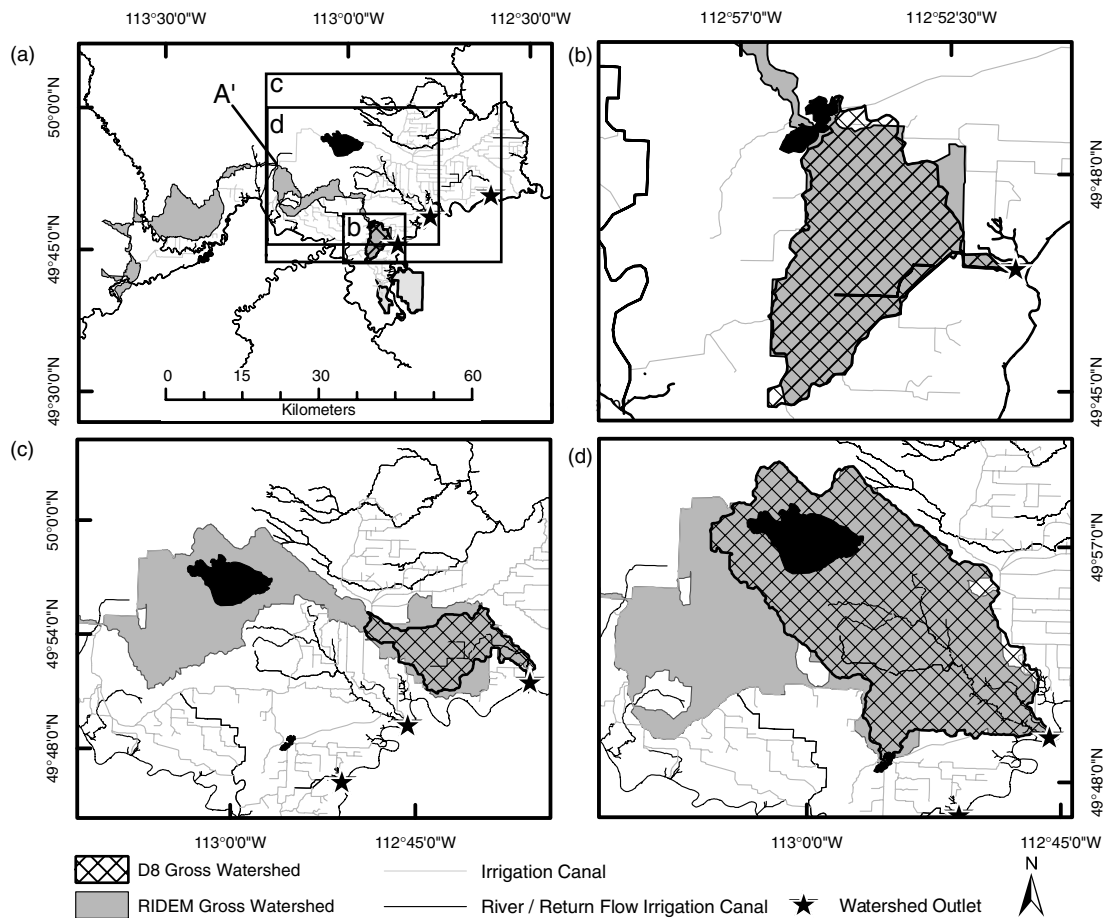 113°30'0"W 113°0'0"W 112°30'0"W
112°57'0"W 112°52'30"W
(a)
50°0'0"N
49°45'0"N
49°30'0"N
A'
c
d
b
0 15 30 60
Kilometers
(b)
49°48'0"N
49°45'0"N
(c)
50°0'0"N
49°54'0"N
49°48'0"N
(d)
49°57'0"N
49°48'0"N
113°0'0"W 112°45'0"W
113°0'0"W 112°45'0"W
D8 Gross Watershed
Irrigation Canal
N
RIDEM Gross Watershed
River / Return Flow Irrigation Canal
Watershed Outlet